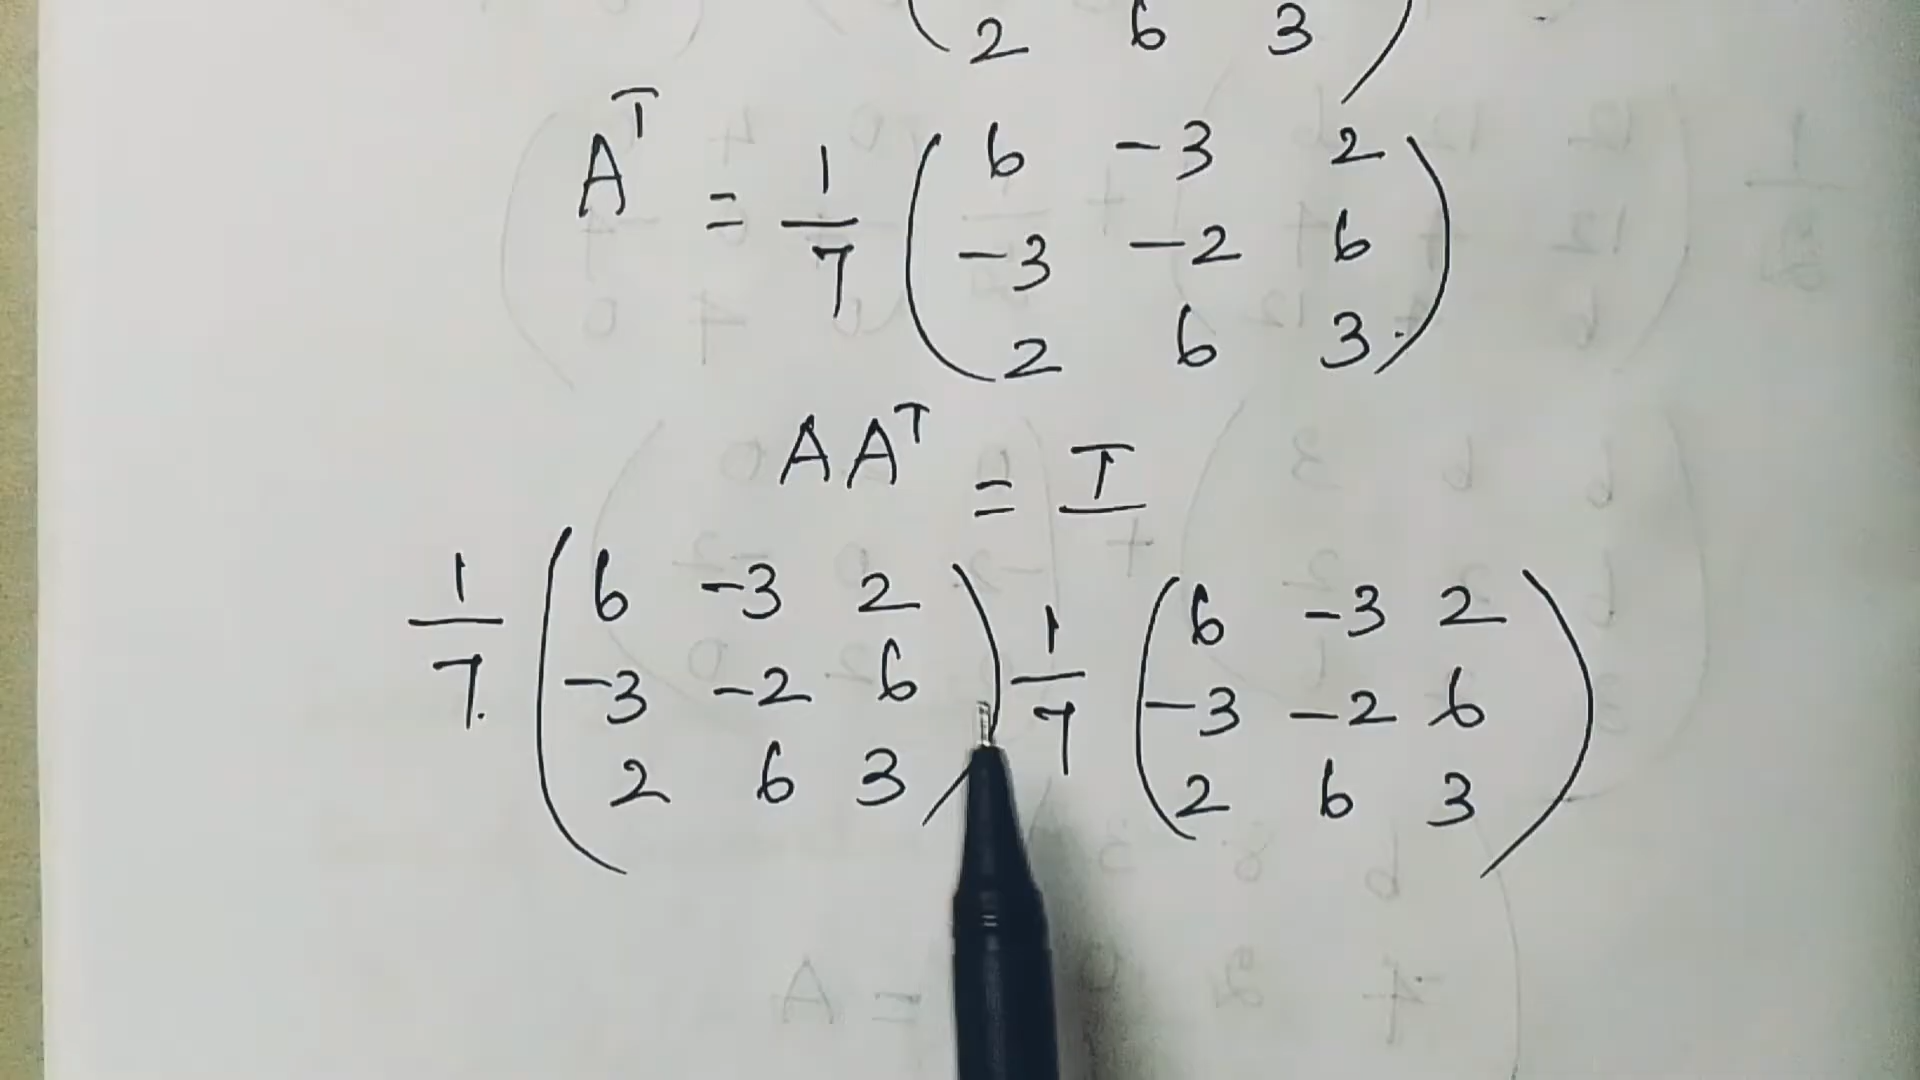 2 6 3
A^T = 1/7 ( 6 -3 2
-3 -2 6
2 6 3 )
A A^T = I
1/7 ( 6 -3 2
-3 -2 6
2 6 3 ) 1/7 ( 6 -3 2
-3 -2 6
2 6 3 )